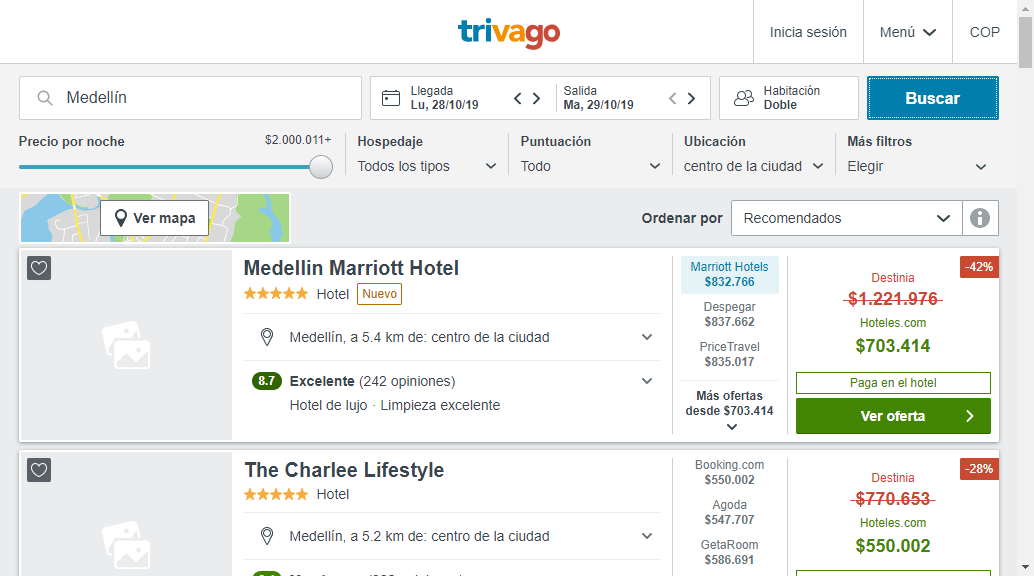 trivago
Inicia sesión
Menú
COP
Medellín
Llegada
Lu, 28/10/19
Salida
Ma, 29/10/19
Habitación
Doble
Buscar
Precio por noche
$2.000.011+
Hospedaje
Todos los tipos
Puntuación
Todo
Ubicación
centro de la ciudad
Más filtros
Elegir
Ver mapa
Ordenar por
Recomendados
Medellin Marriott Hotel
Hotel
Nuevo
Medellín, a 5.4 km de: centro de la ciudad
8.7 Excelente (242 opiniones)
Hotel de lujo · Limpieza excelente
Marriott Hotels
$832.766
Despegar
$837.662
PriceTravel
$835.017
Más ofertas
desde $703.414
-42%
Destinia
$1.221.976
Hoteles.com
$703.414
Paga en el hotel
Ver oferta
The Charlee Lifestyle
Hotel
Medellín, a 5.2 km de: centro de la ciudad
Booking.com
$550.002
Agoda
$547.707
GetaRoom
$586.691
-28%
Destinia
$770.653
Hoteles.com
$550.002